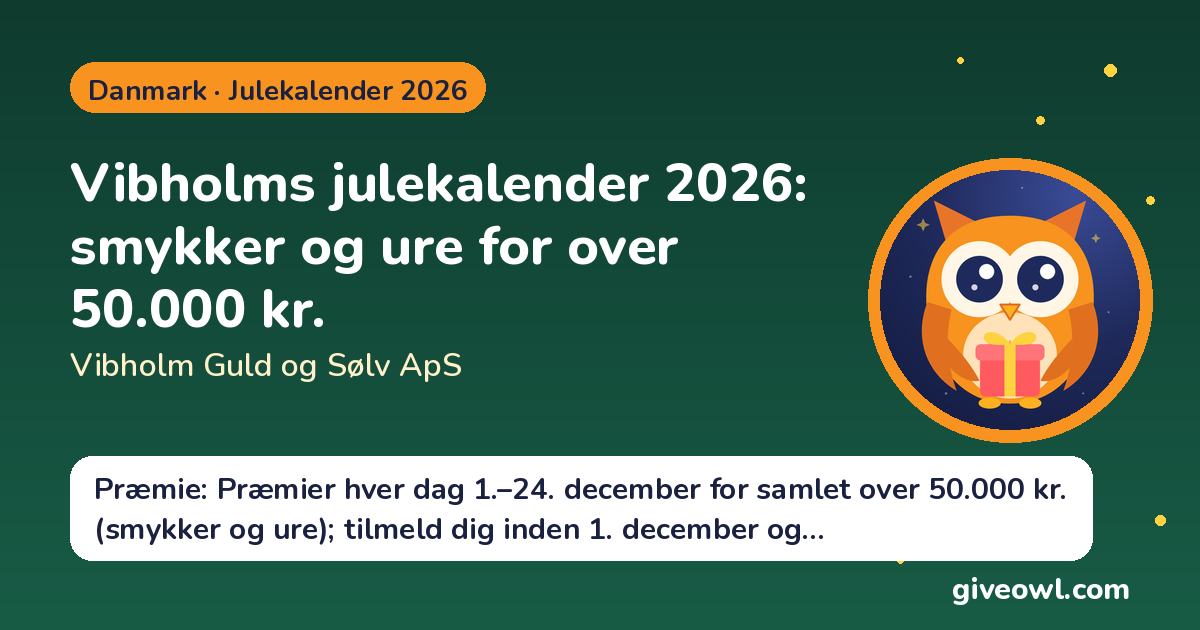 Danmark · Julekalender 2026
Vibholms julekalender 2026:
smykker og ure for over
50.000 kr.
Vibholm Guld og Sølv ApS
Præmie: Præmier hver dag 1.–24. december for samlet over 50.000 kr.
(smykker og ure); tilmeld dig inden 1. december og...
giveowl.com